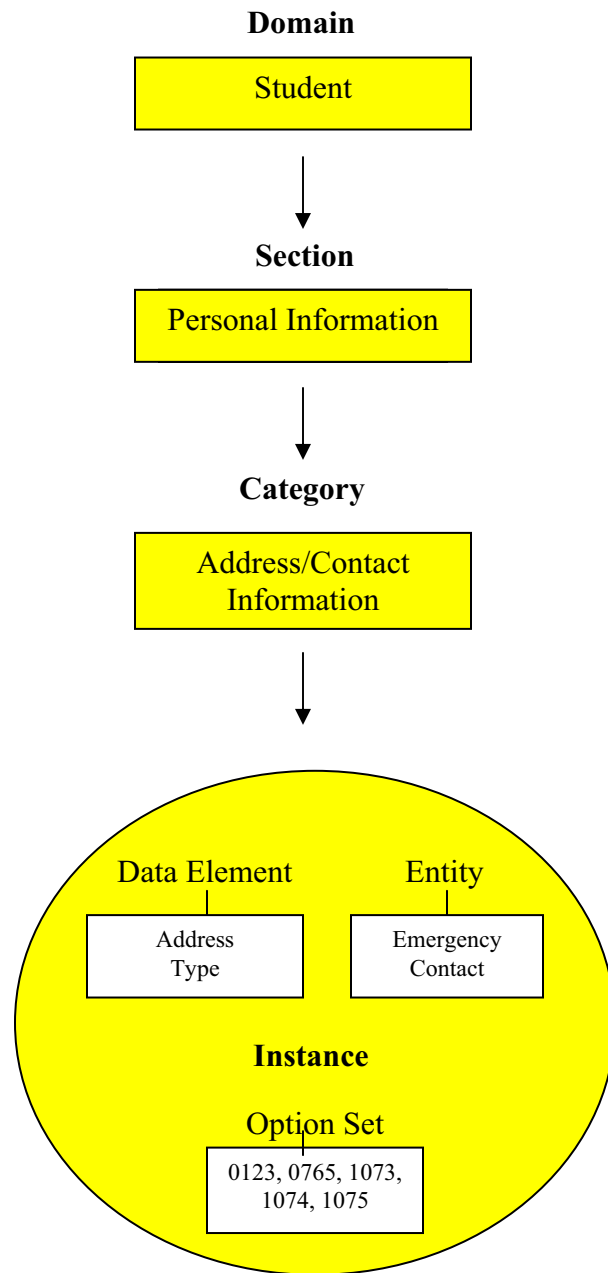 Domain
Student
Section
Personal Information
Category
Address/Contact
Information
Data Element
Entity
Address
Type
Emergency
Contact
Instance
Option Set
0123, 0765, 1073,
1074, 1075